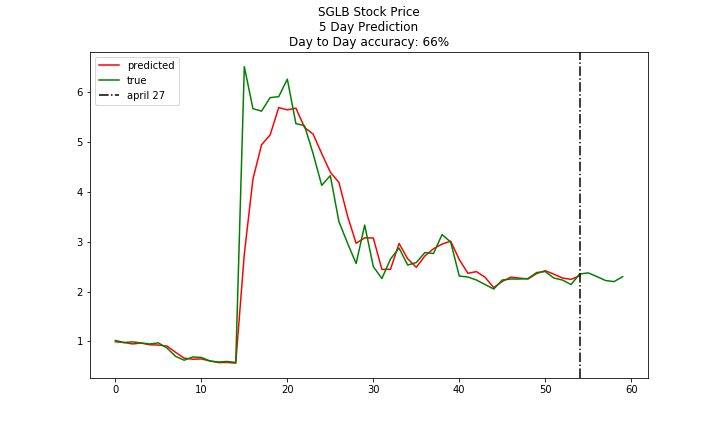 SGLB Stock Price
5 Day Prediction
Day to Day accuracy: 66%
predicted
true
april 27
6
5
4
3
2
1
0
10
20
30
40
50
60